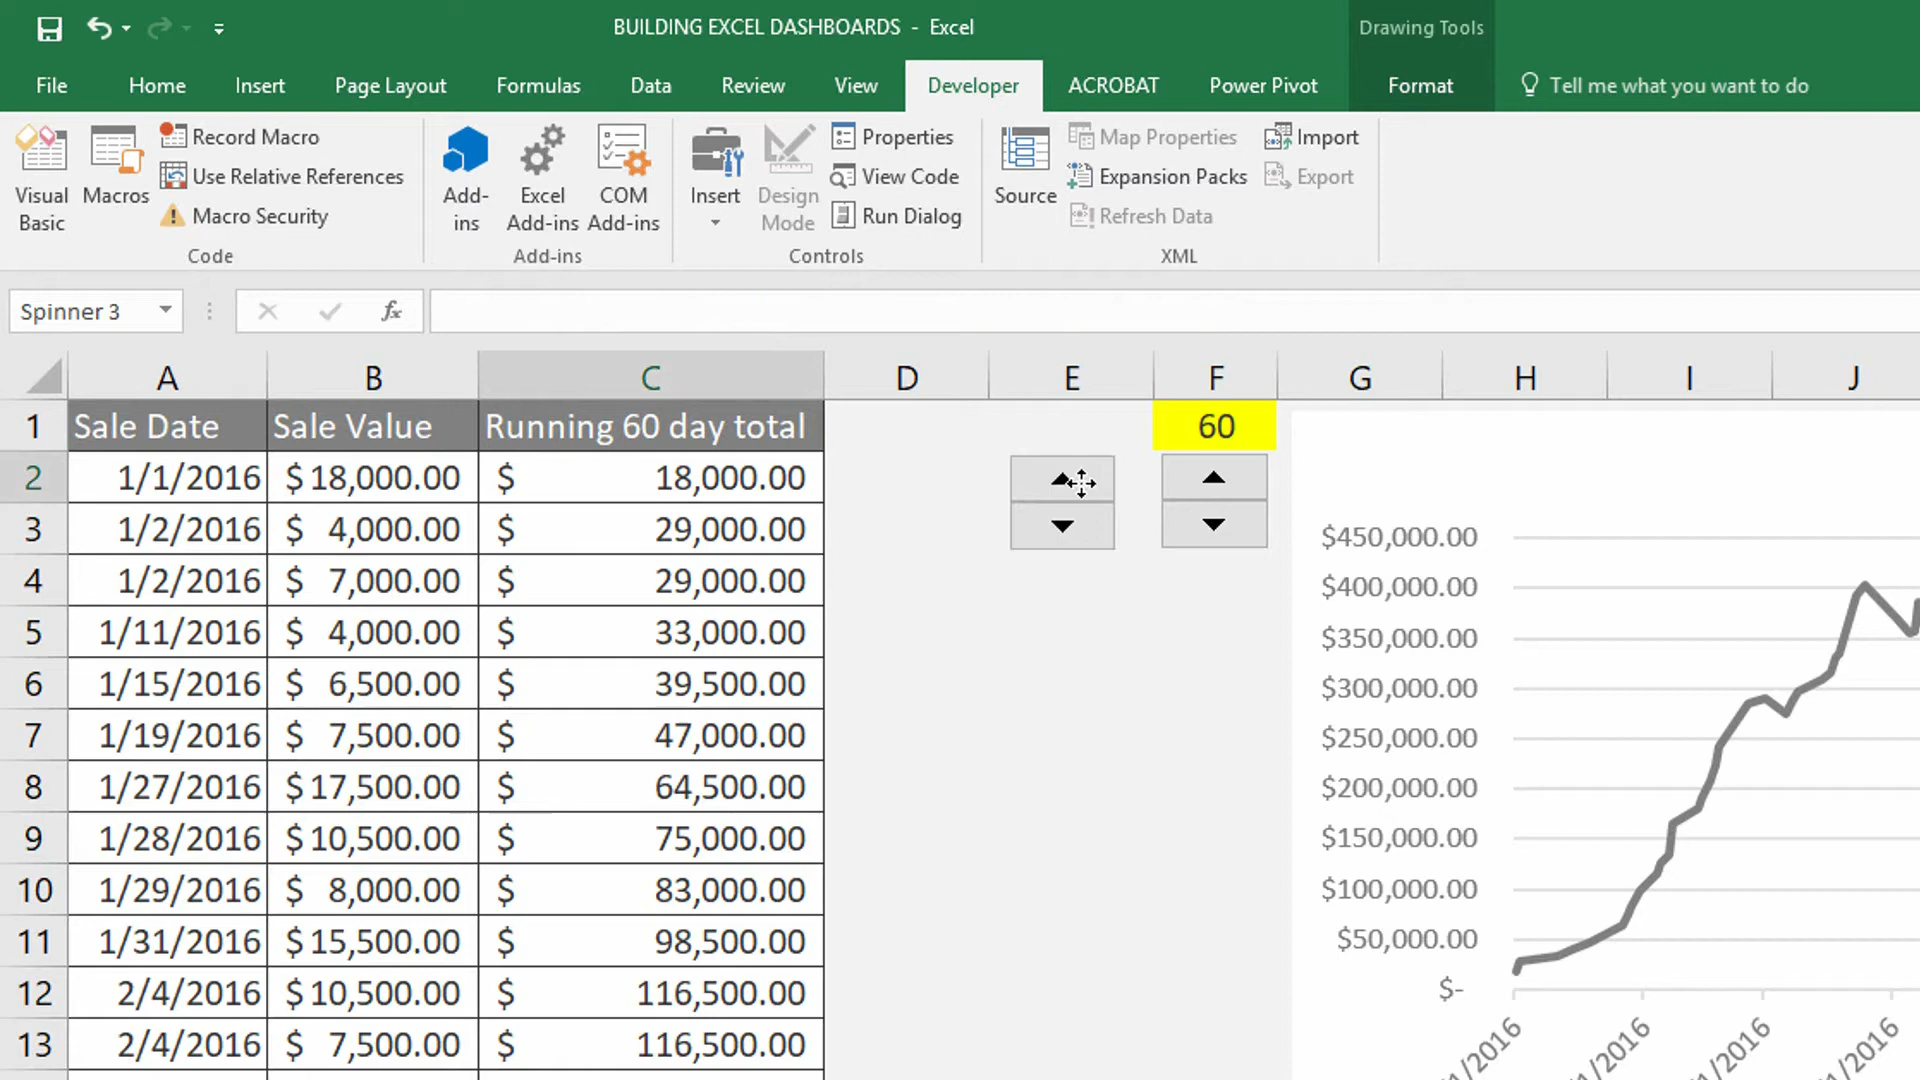 BUILDING EXCEL DASHBOARDS - Excel
Drawing Tools
File Home Insert Page Layout Formulas Data Review View Developer ACROBAT Power Pivot Format Tell me what you want to do
Visual Basic
Macros
Record Macro
Use Relative References
Macro Security
Code
Add-ins
Excel Add-ins
COM Add-ins
Add-ins
Insert
Design Mode
Properties
View Code
Run Dialog
Controls
Source
Map Properties
Expansion Packs
Refresh Data
Import
Export
XML
Spinner 3
fx
A B C D E F G H I J
1 Sale Date Sale Value Running 60 day total 60
2 1/1/2016 $18,000.00 $ 18,000.00
3 1/2/2016 $ 4,000.00 $ 29,000.00
4 1/2/2016 $ 7,000.00 $ 29,000.00
5 1/11/2016 $ 4,000.00 $ 33,000.00
6 1/15/2016 $ 6,500.00 $ 39,500.00
7 1/19/2016 $ 7,500.00 $ 47,000.00
8 1/27/2016 $17,500.00 $ 64,500.00
9 1/28/2016 $10,500.00 $ 75,000.00
10 1/29/2016 $ 8,000.00 $ 83,000.00
11 1/31/2016 $15,500.00 $ 98,500.00
12 2/4/2016 $10,500.00 $ 116,500.00
13 2/4/2016 $ 7,500.00 $ 116,500.00
$450,000.00
$400,000.00
$350,000.00
$300,000.00
$250,000.00
$200,000.00
$150,000.00
$100,000.00
$50,000.00
$-
1/2016
1/2016
1/2016
1/2016